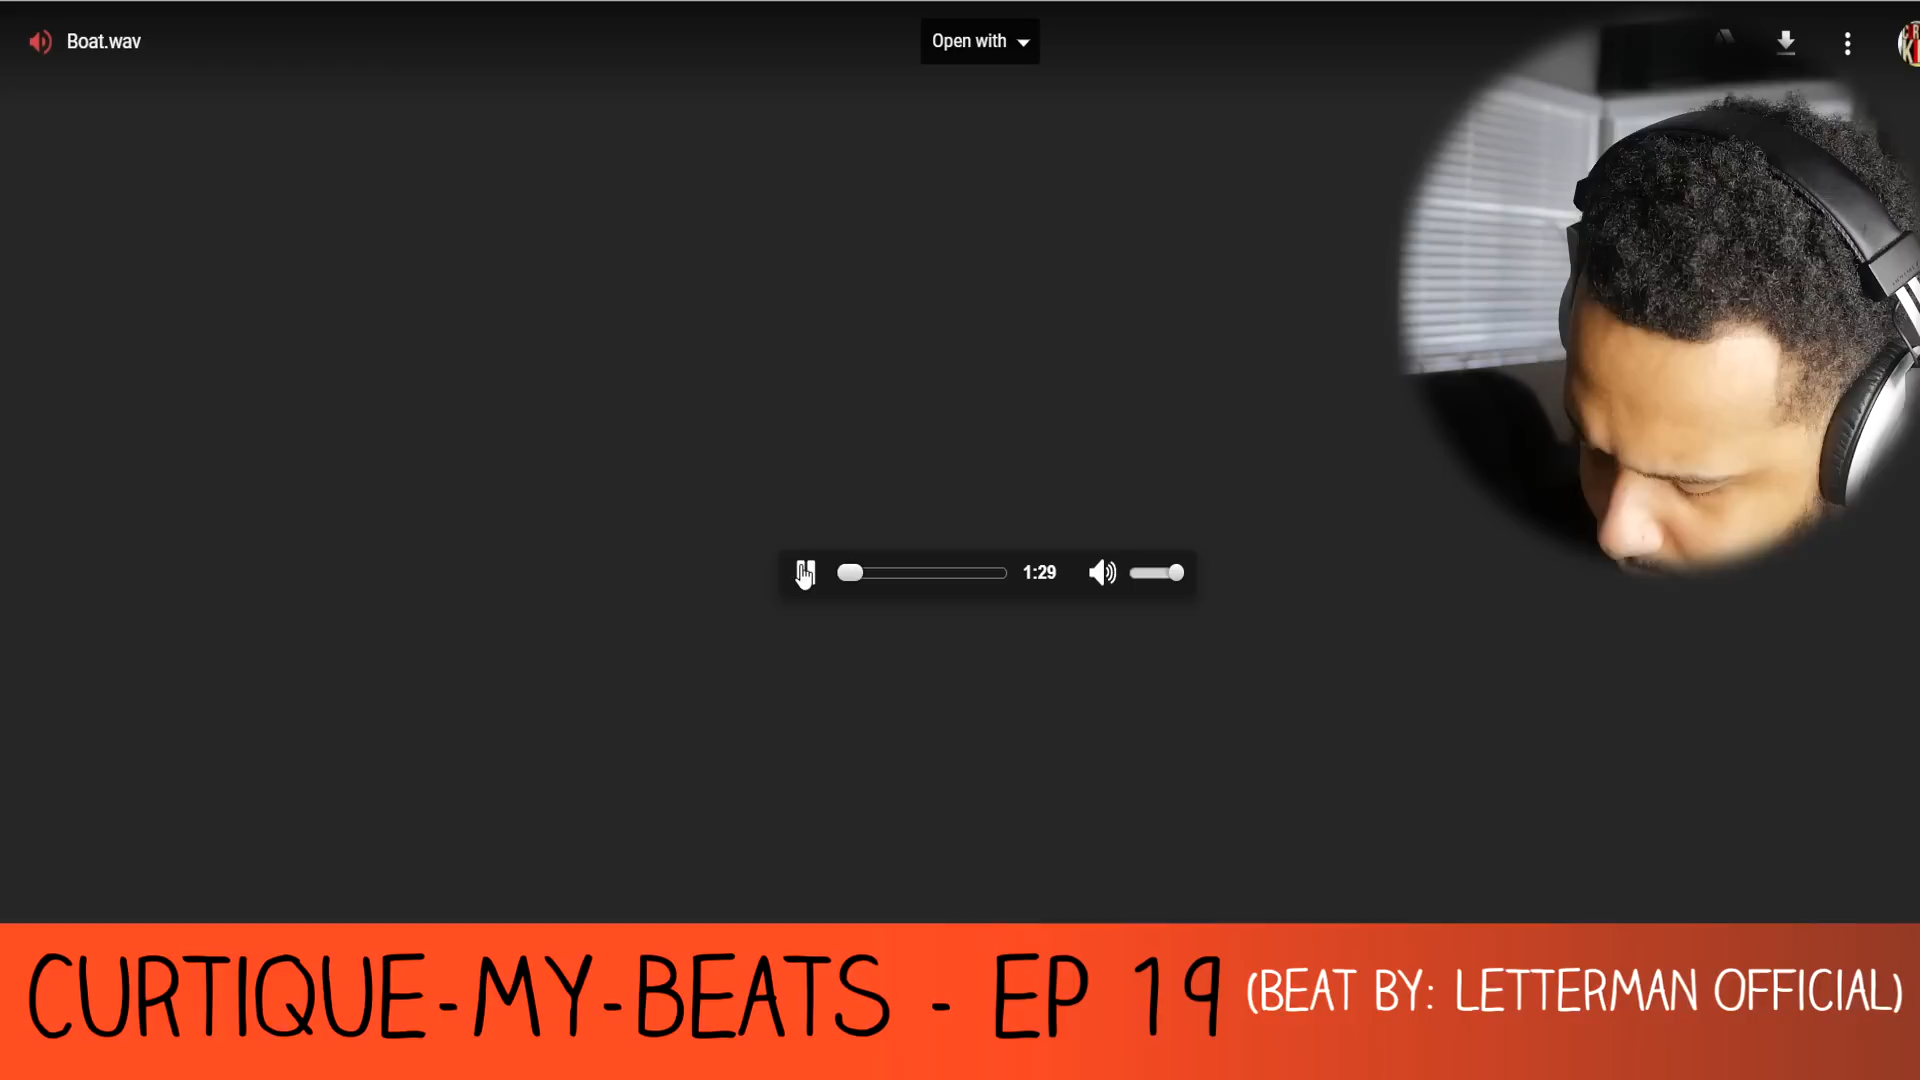 Boat.wav
Open with
1:29
CURTIQUE-MY-BEATS - EP 19 (BEAT BY: LETTERMAN OFFICIAL)